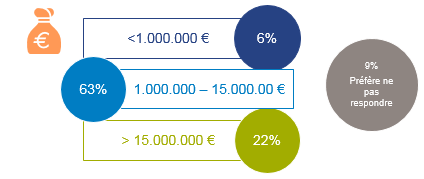 €
<1.000.000 € 6%
63% 1.000.000 – 15.000.00 €
> 15.000.000 € 22%
9%
Préfère ne
pas
respondre